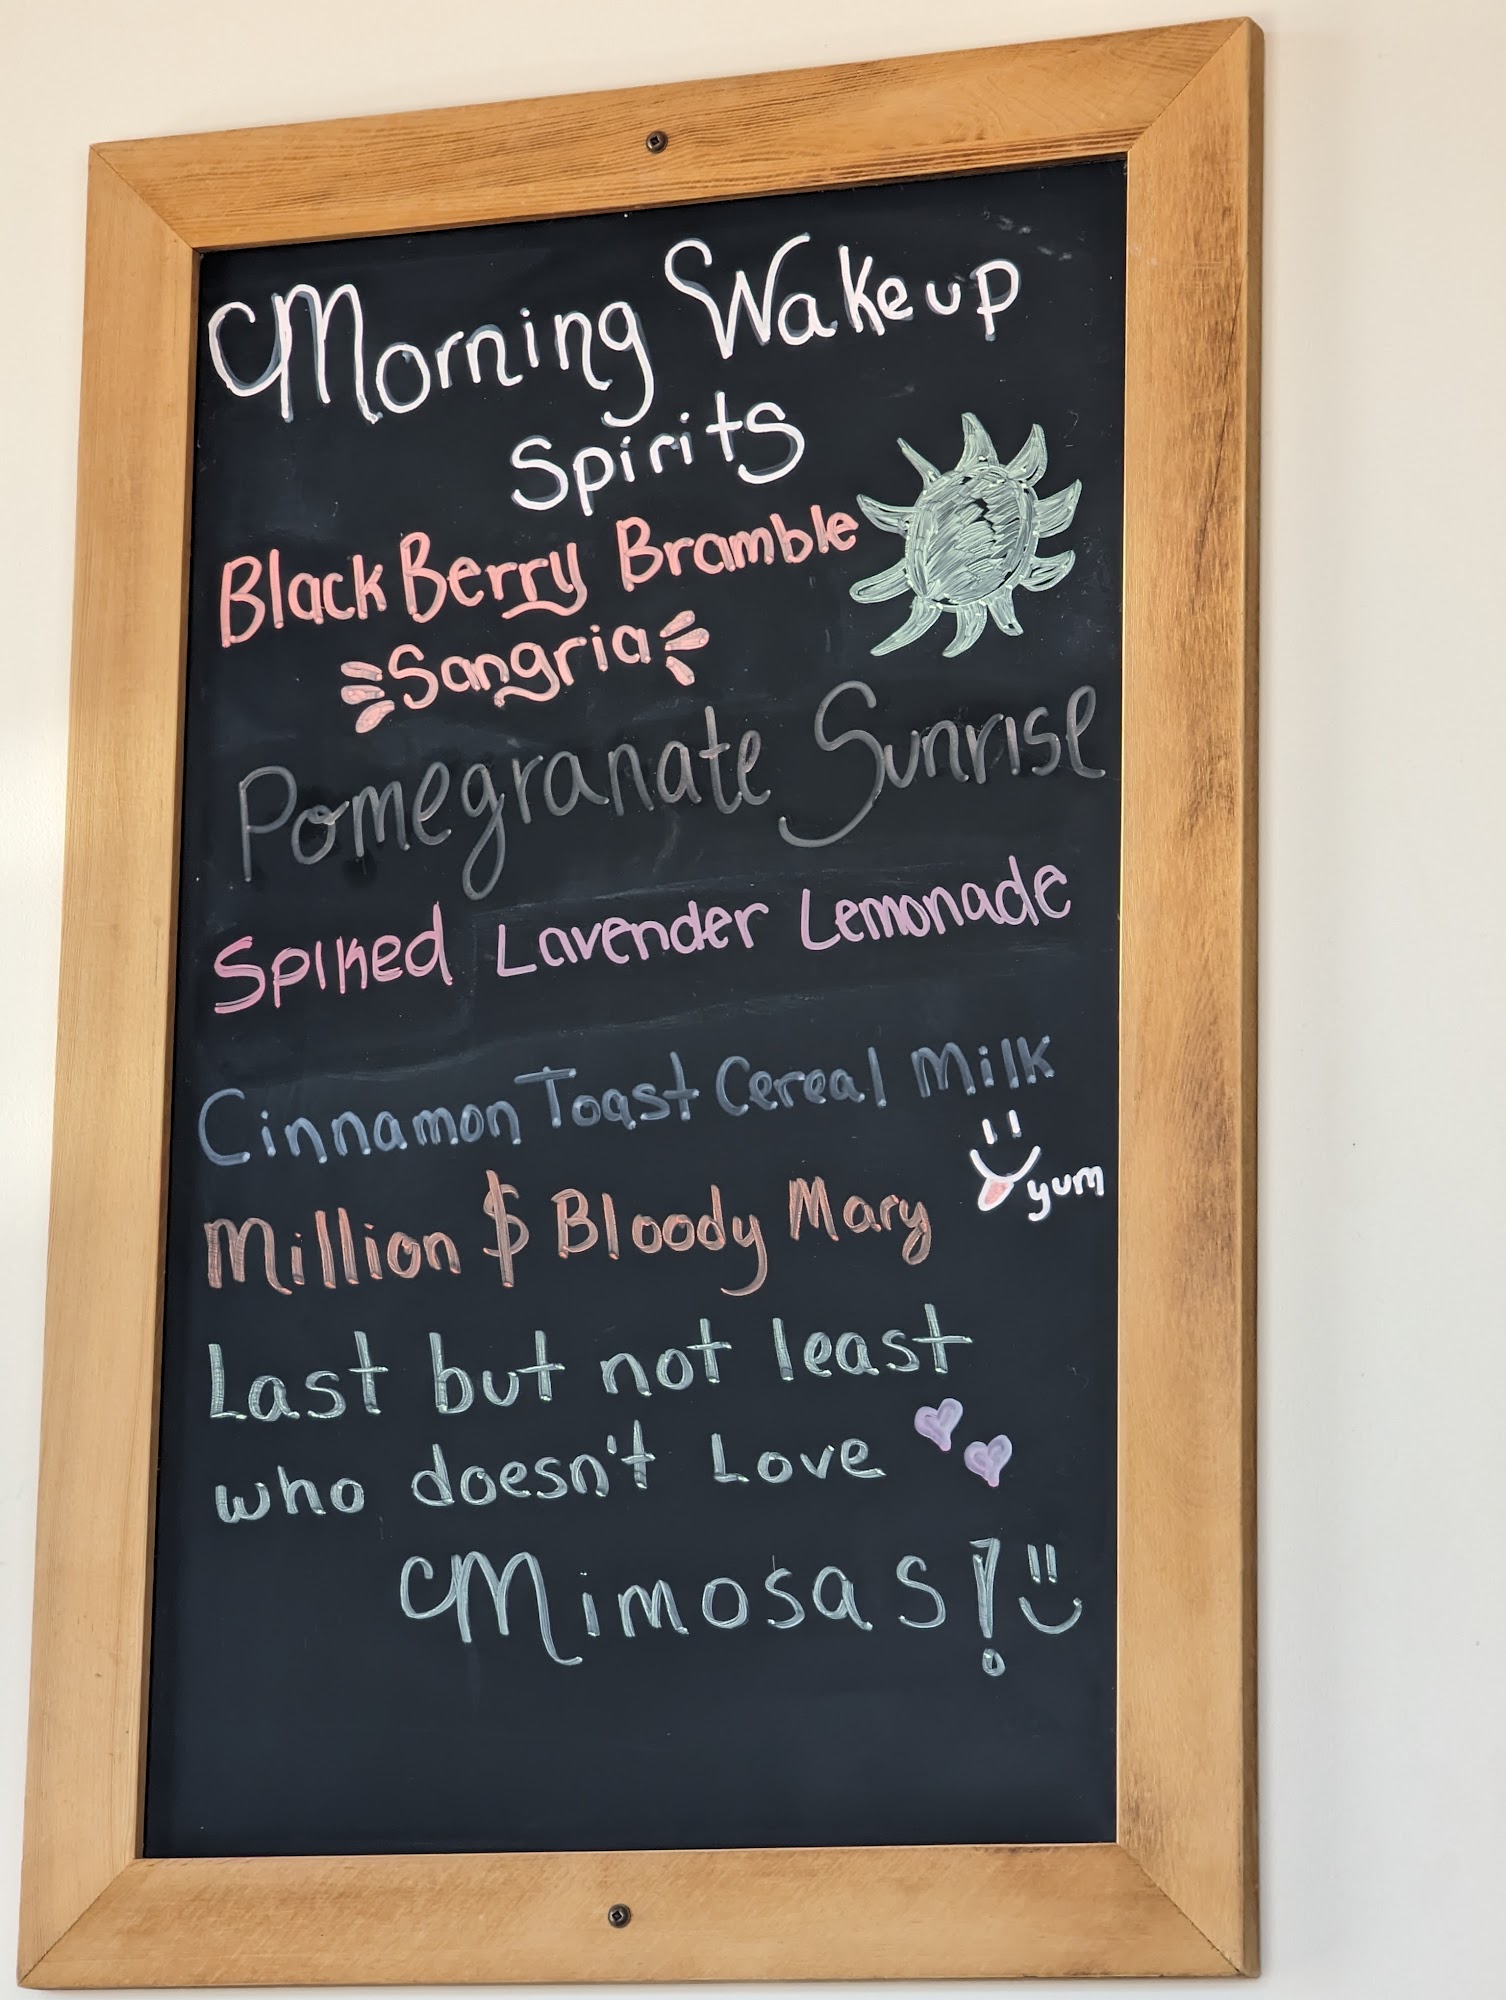 Morning Wakeup
Spirits
BlackBerry Bramble
Sangria
Pomegranate Sunrise
Spiked Lavender Lemonade
Cinnamon Toast Cereal Milk
yum
Million $ Bloody Mary
Last but not least
who doesn't Love
Mimosas!